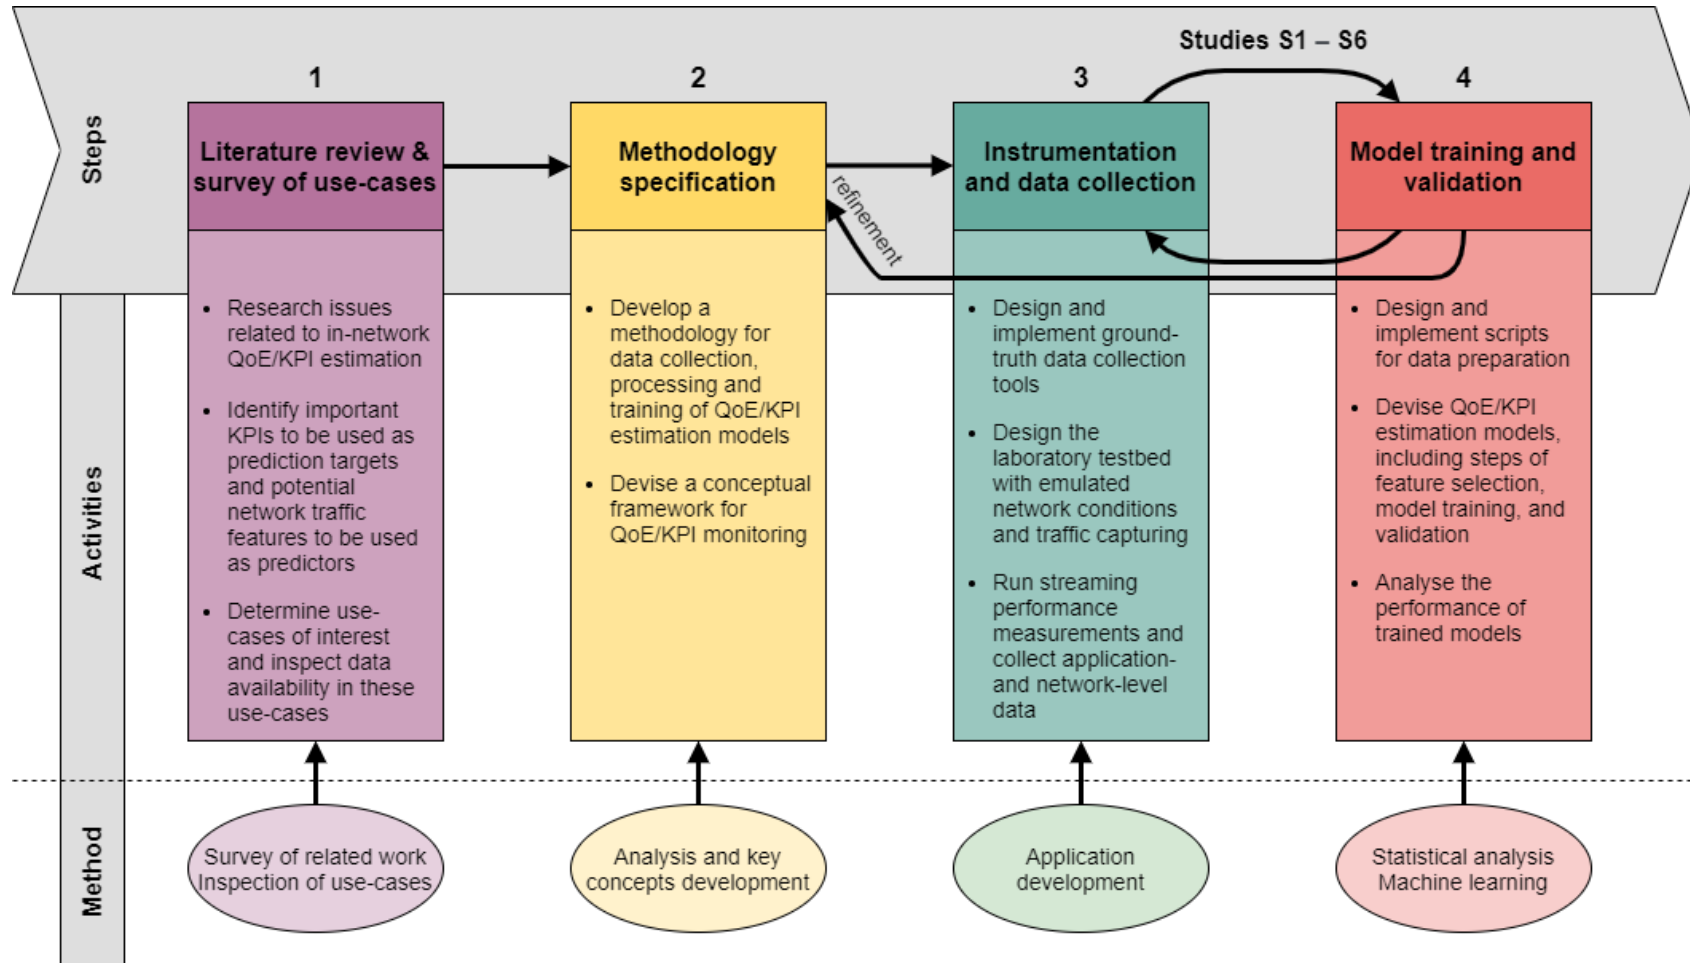 Studies S1 – S6
1
2
3
4
Steps
Literature review &
survey of use-cases
Methodology
specification
Instrumentation
and data collection
Model training and
validation
refinement
Activities
• Research issues
related to in-network
QoE/KPI estimation
• Identify important
KPIs to be used as
prediction targets
and potential
network traffic
features to be used
as predictors
• Determine use-
cases of interest
and inspect data
availability in these
use-cases
• Develop a
methodology for
data collection,
processing and
training of QoE/KPI
estimation models
• Devise a conceptual
framework for
QoE/KPI monitoring
• Design and
implement ground-
truth data collection
tools
• Design the
laboratory testbed
with emulated
network conditions
and traffic capturing
• Run streaming
performance
measurements and
collect application-
and network-level
data
• Design and
implement scripts
for data preparation
• Devise QoE/KPI
estimation models,
including steps of
feature selection,
model training, and
validation
• Analyse the
performance of
trained models
Method
Survey of related work
Inspection of use-cases
Analysis and key
concepts development
Application
development
Statistical analysis
Machine learning